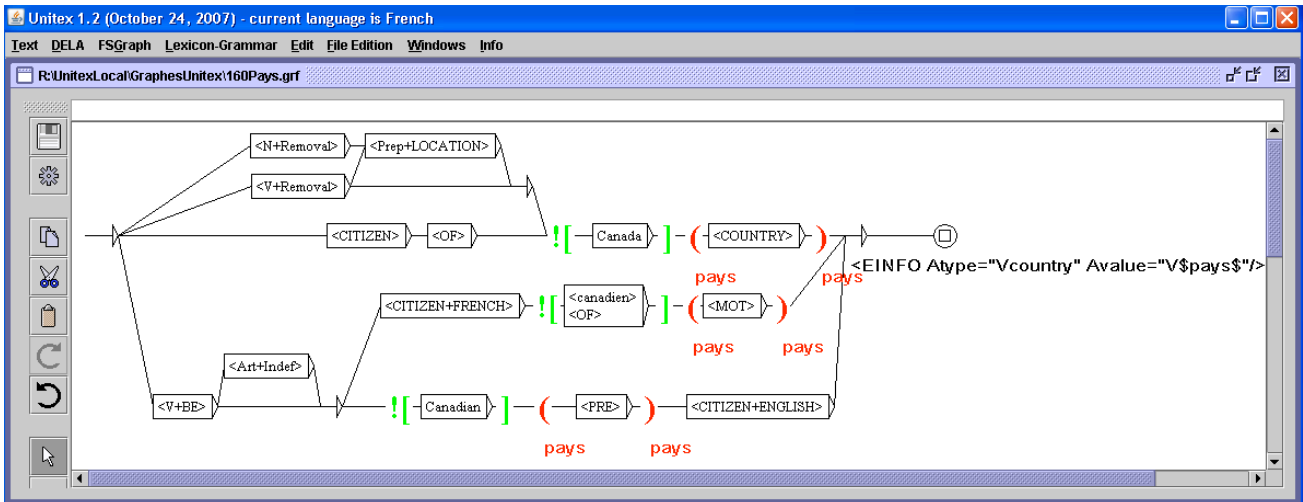 Unitex 1.2 (October 24, 2007) - current language is French
Text DELA FSGraph Lexicon-Grammar Edit File Edition Windows Info
R:\UnitexLocal\GraphesUnitex\160Pays.grf
<N+Removal> <Prep+LOCATION>
<V+Removal>
<CITIZEN> <OF> ![ Canada ] ( <COUNTRY> )
pays pays
<EINFO Atype="Vcountry" Avalue="V$pays$"/>
<CITIZEN+FRENCH> ![ <canadien> ] ( <MOT> )
<OF>
pays pays
<Art+Indef>
<V+BE> ![ Canadian ] ( <PRE> ) <CITIZEN+ENGLISH>
pays pays